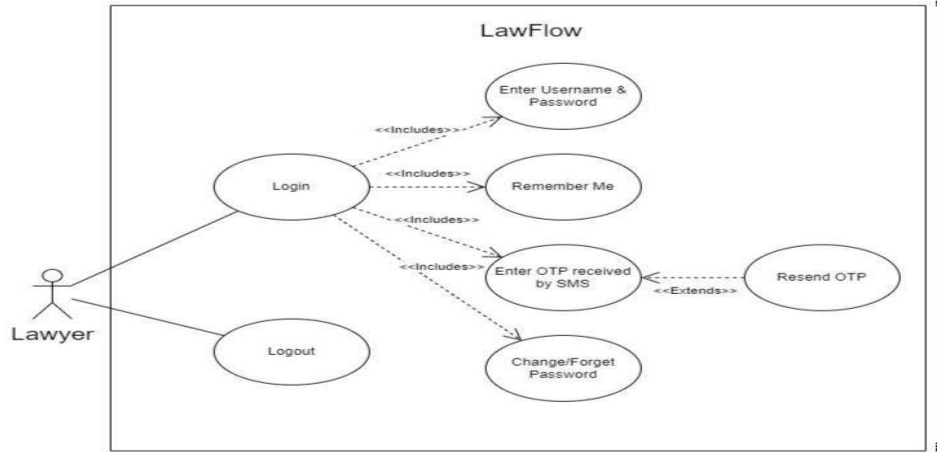 LawFlow
Enter Username &
Password
<<Includes>>
Login
<<Includes>>
Remember Me
<<Includes>>
<<Includes>>
Enter OTP received
by SMS
<<Extends>>
Resend OTP
Lawyer
Logout
Change/Forget
Password